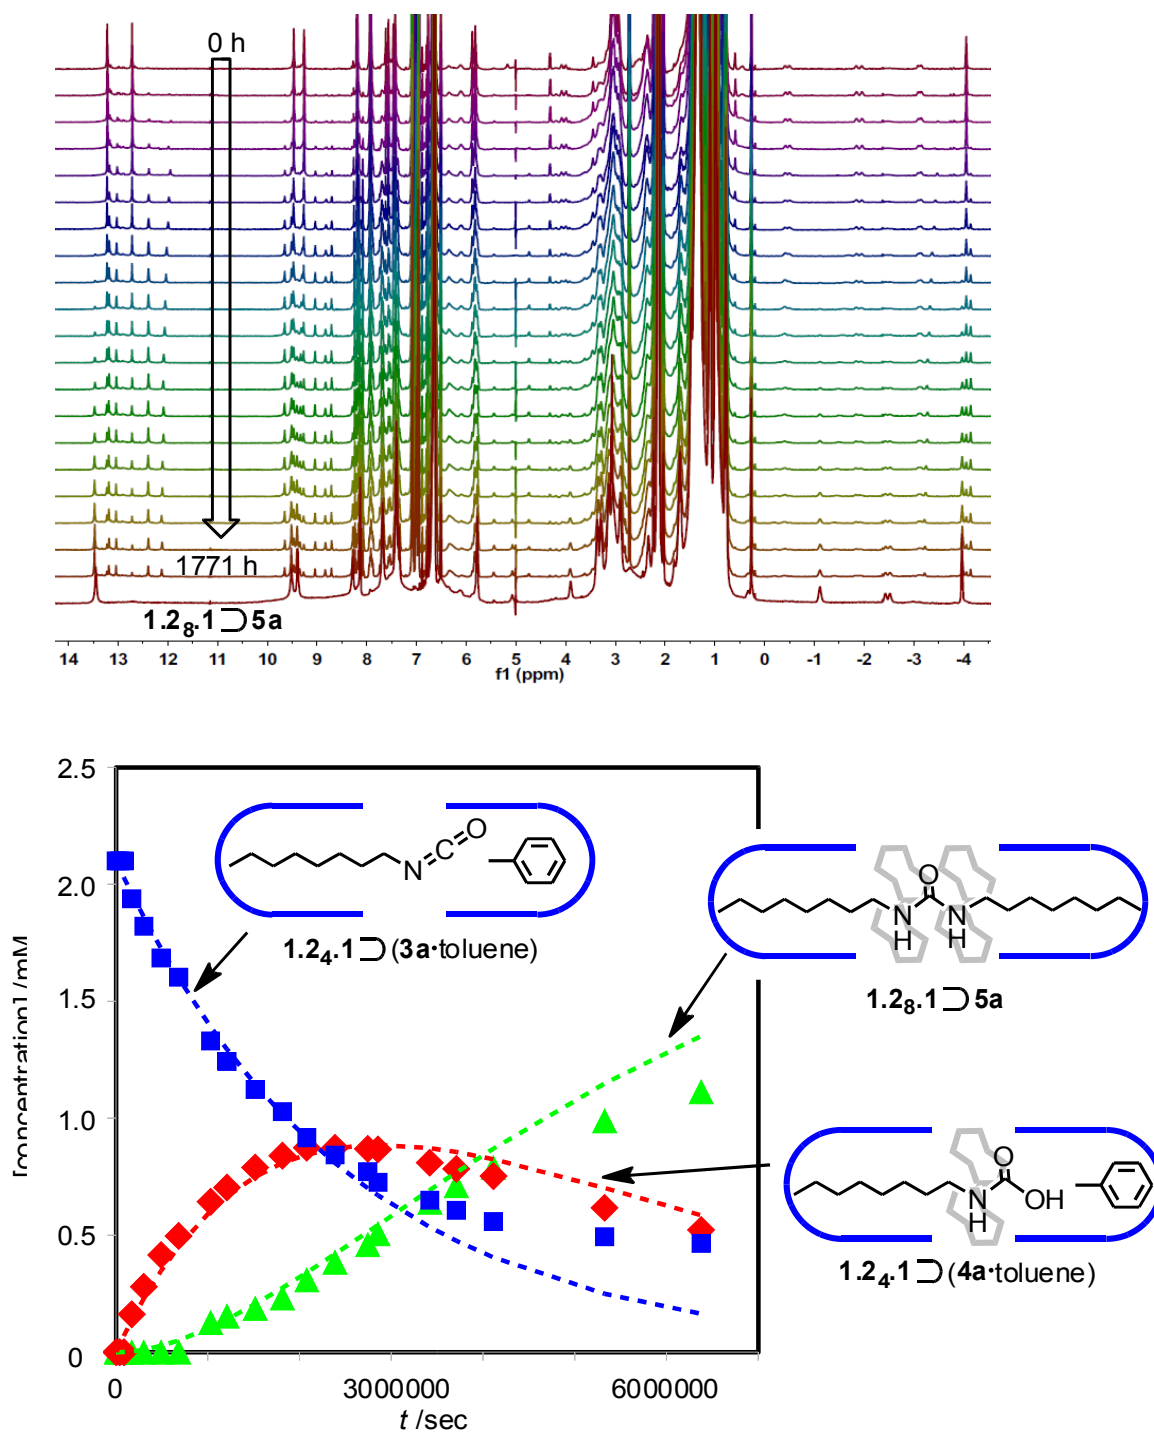 0 h
1771 h
1.2₈.1⊃5a
14 13 12 11 10 9 8 7 6 5 4 3 2 1 0 -1 -2 -3 -4
f1 (ppm)
[concentration] /mM
2.5
2.0
1.5
1.0
0.5
0
0 3000000 6000000
t /sec
N C O
1.2₄.1⊃(3a·toluene)
O
N N
H H
1.2₈.1⊃5a
O
N OH
H
1.2₄.1⊃(4a·toluene)